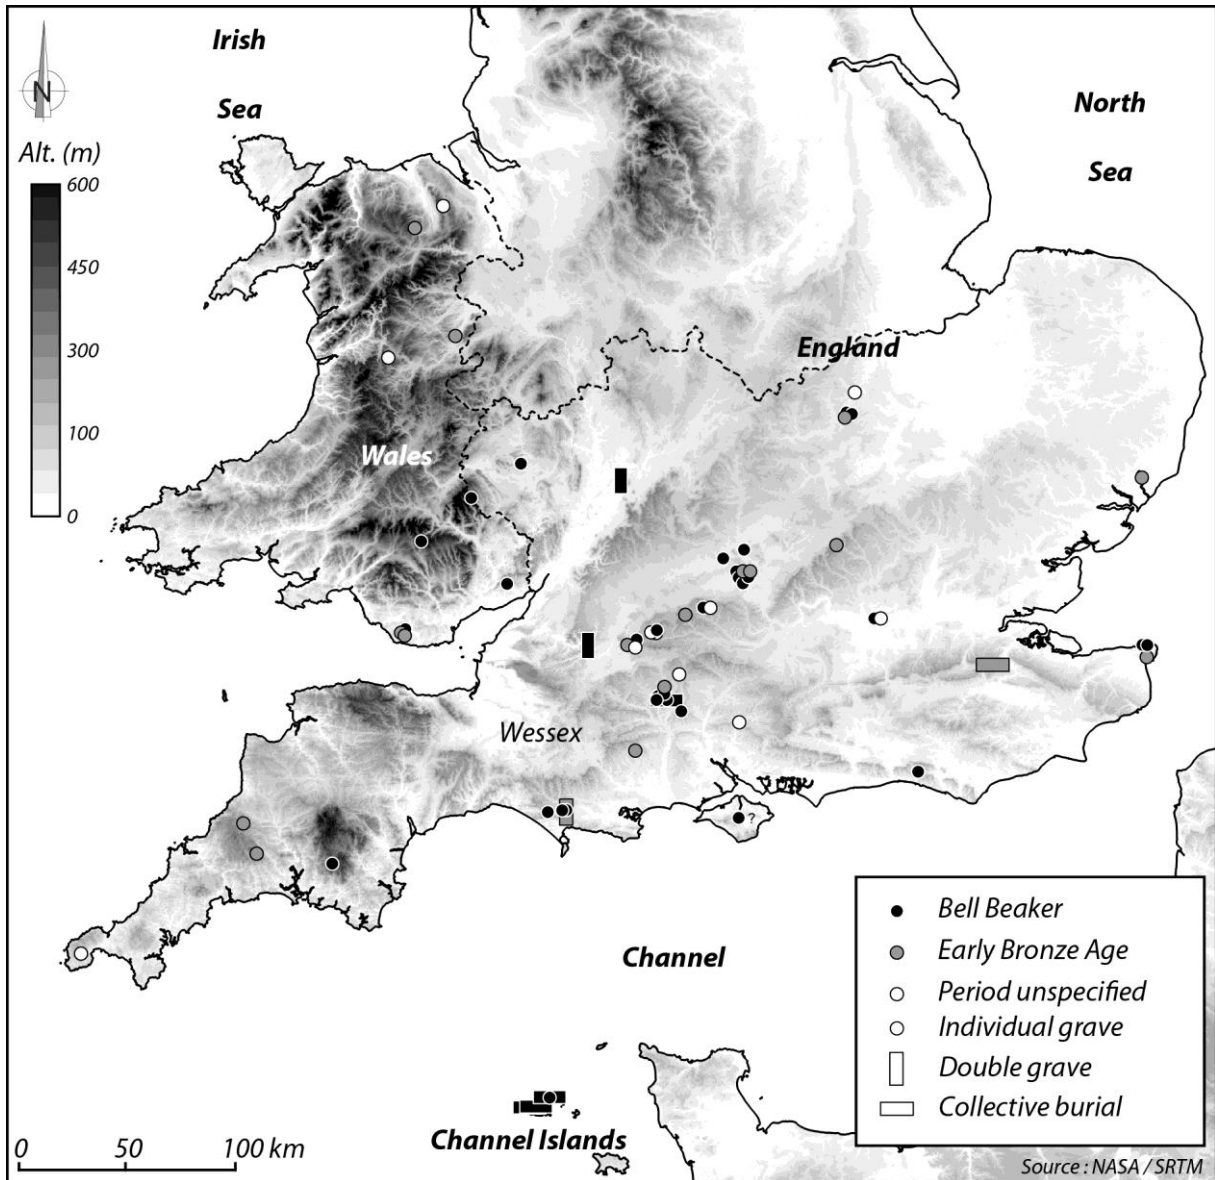 Irish
Sea
North
Sea
N
Alt. (m)
600
450
300
100
0
England
Wales
Wessex
?
Channel
Channel Islands
0 50 100 km
Bell Beaker
Early Bronze Age
Period unspecified
Individual grave
Double grave
Collective burial
Source : NASA / SRTM